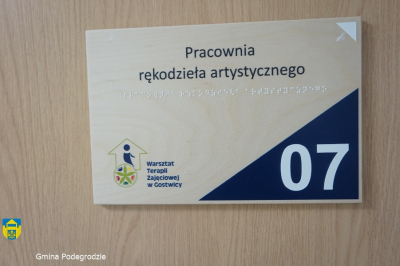 Pracownia
rękodzieła artystycznego
Warsztat
Terapii
Zajęciowej
w Gostwicy
07
Gmina Podegrodzie